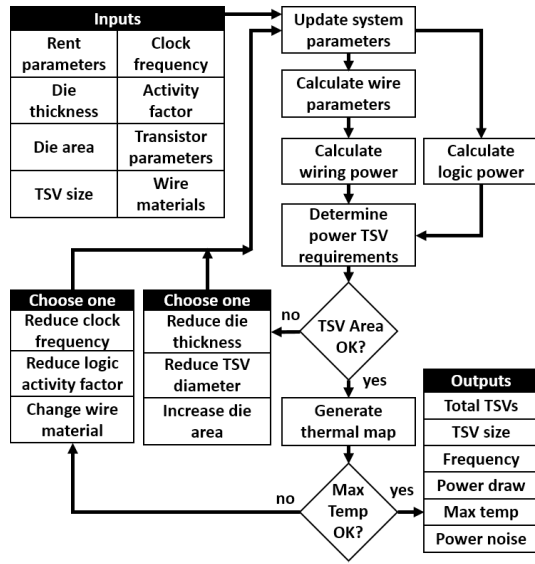 Inputs
Rent
parameters
Clock
frequency
Die
thickness
Activity
factor
Die area
Transistor
parameters
TSV size
Wire
materials
Update system
parameters
Calculate wire
parameters
Calculate
wiring power
Calculate
logic power
Determine
power TSV
requirements
TSV Area
OK?
no
yes
Choose one
Reduce clock
frequency
Reduce logic
activity factor
Change wire
material
Choose one
Reduce die
thickness
Reduce TSV
diameter
Increase die
area
Generate
thermal map
Max
Temp
OK?
no
yes
Outputs
Total TSVs
TSV size
Frequency
Power draw
Max temp
Power noise